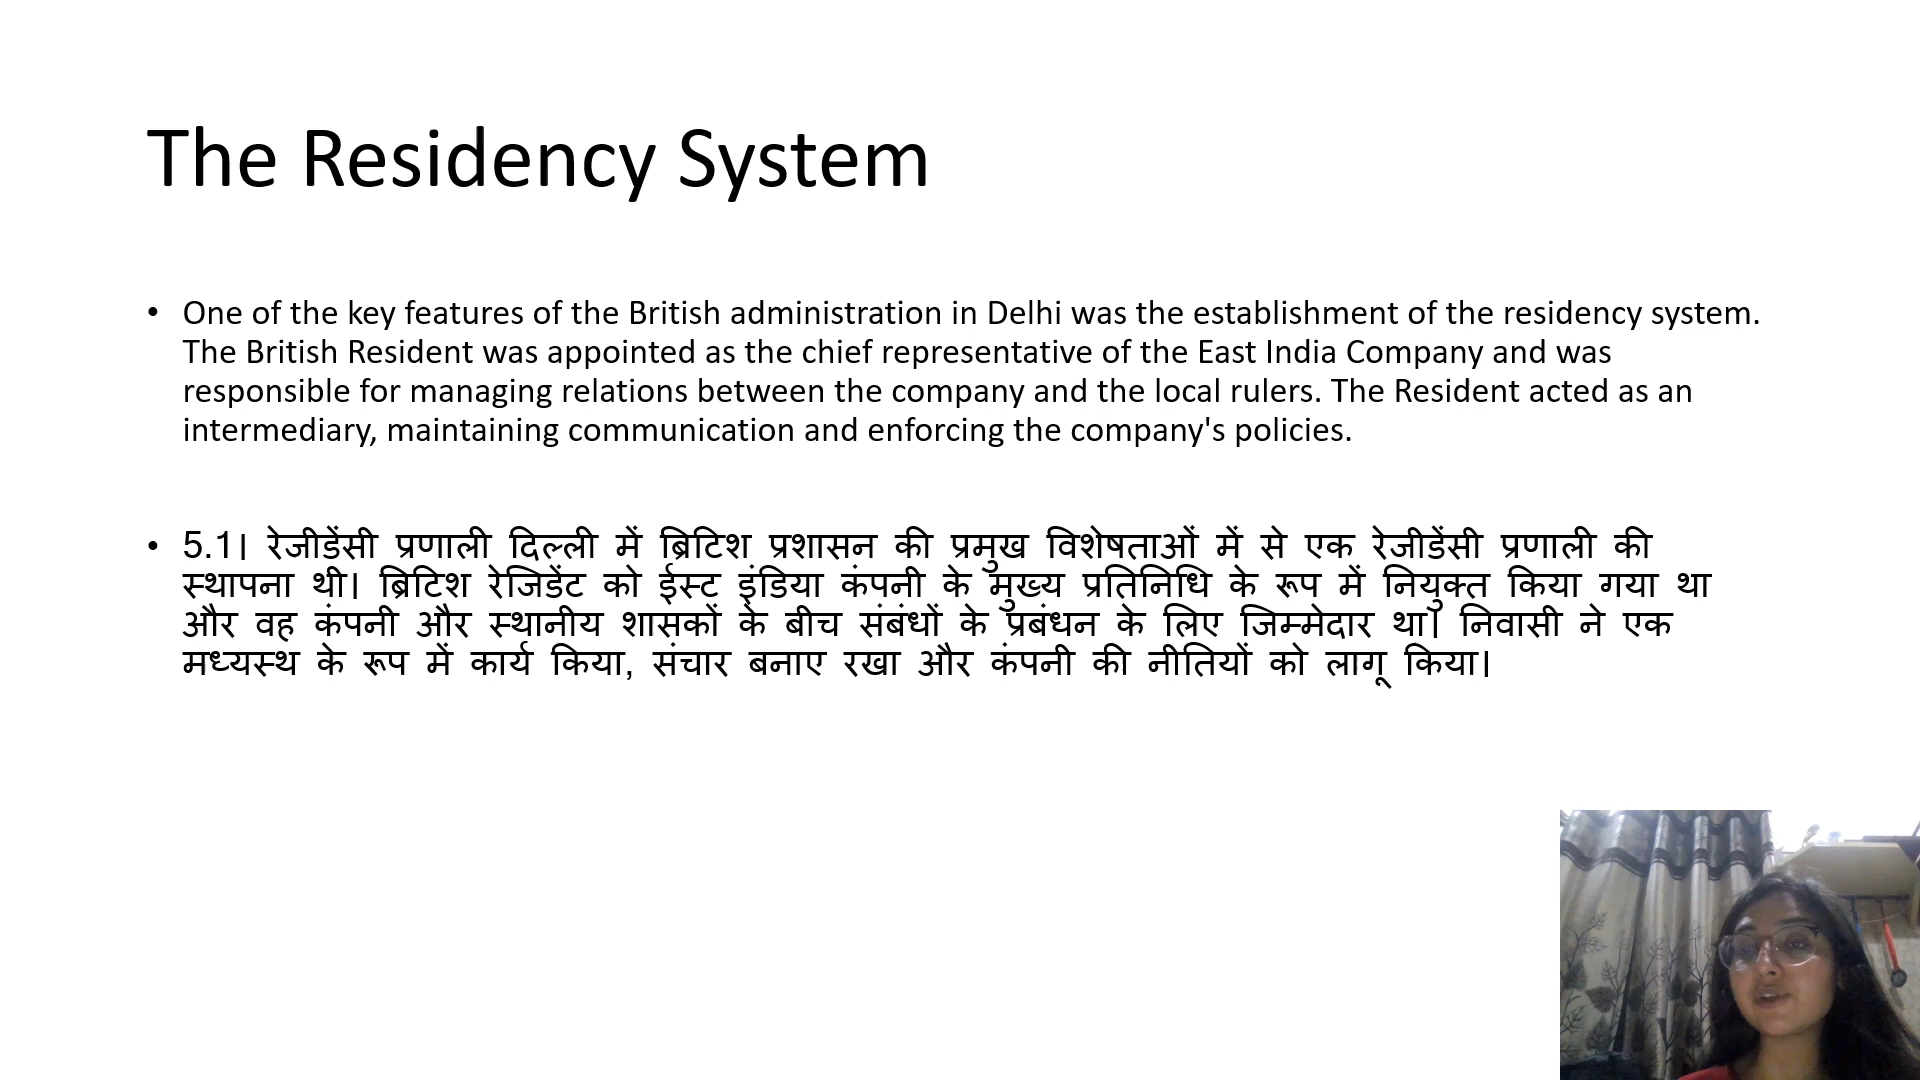 The Residency System
• One of the key features of the British administration in Delhi was the establishment of the residency system.
The British Resident was appointed as the chief representative of the East India Company and was
responsible for managing relations between the company and the local rulers. The Resident acted as an
intermediary, maintaining communication and enforcing the company's policies.
• 5.1। रेजीडेंसी प्रणाली दिल्ली में ब्रिटिश प्रशासन की प्रमुख विशेषताओं में से एक रेजीडेंसी प्रणाली की
स्थापना थी। ब्रिटिश रेजिडेंट को ईस्ट इंडिया कंपनी के मुख्य प्रतिनिधि के रूप में नियुक्त किया गया था
और वह कंपनी और स्थानीय शासकों के बीच संबंधों के प्रबंधन के लिए जिम्मेदार था। निवासी ने एक
मध्यस्थ के रूप में कार्य किया, संचार बनाए रखा और कंपनी की नीतियों को लागू किया।